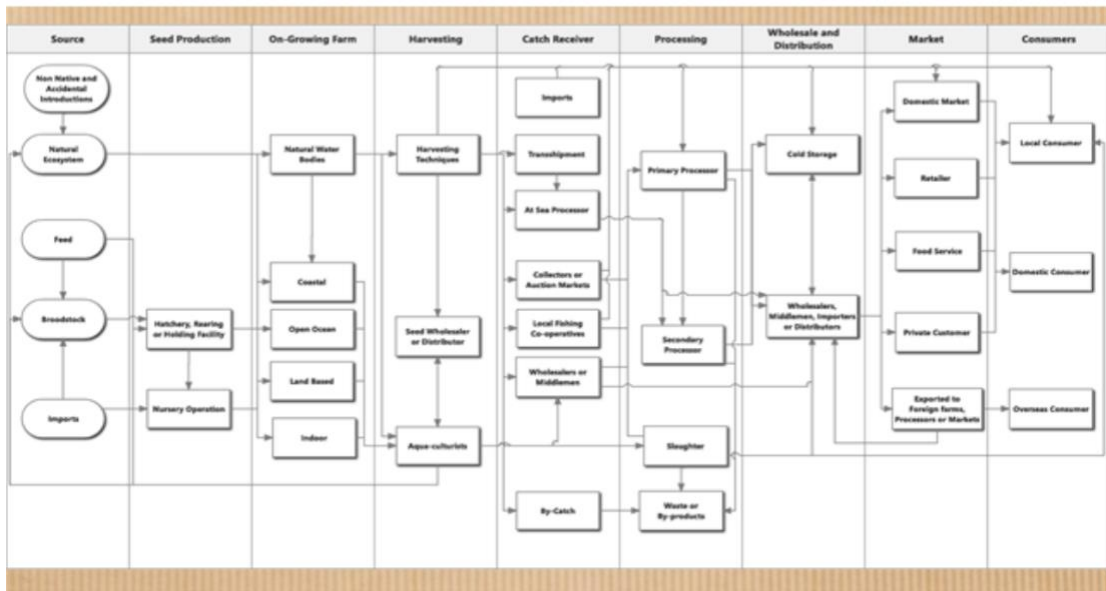 Source
Seed Production
On-Growing Farm
Harvesting
Catch Receiver
Processing
Wholesale and
Distribution
Market
Consumers
Non Native and
Accidental
Introductions
Natural
Ecosystem
Feed
Broodstock
Imports
Hatchery, Rearing
or Holding Facility
Nursery Operation
Natural Water
Bodies
Coastal
Open Ocean
Land Based
Indoor
Harvesting
Techniques
Seed Wholesaler
or Distributor
Aqua-culturists
Imports
Transshipment
At Sea Processor
Collectors or
Auction Markets
Local Fishing
Co-operatives
Wholesalers or
Middlemen
By-Catch
Primary Processor
Secondary
Processor
Slaughter
Waste or
By-products
Cold Storage
Wholesalers,
Middlemen, Importers
or Distributors
Domestic Market
Retailer
Food Service
Private Customer
Exported to
Foreign farms,
Processors or Markets
Local Consumer
Domestic Consumer
Overseas Consumer